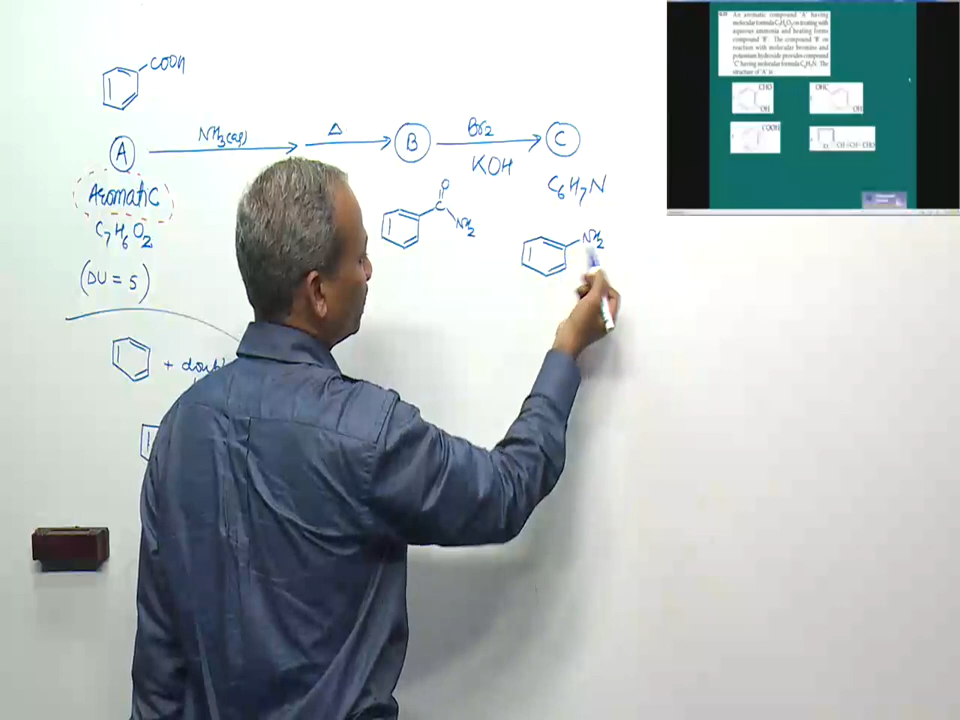 COOH
A
NH3(aq)
Δ
B
Br2
KOH
C
Aromatic
C7H6O2
(DU = 5)
O
C
NH2
C6H7N
NH2
+
An aromatic compound 'A' having
molecular formula C7H6O2 on treating with
aqueous ammonia and heating forms
compound 'B'. The compound 'B' on
reaction with molecular bromine and
potassium hydroxide provides compound
'C' having molecular formula C6H7N. The
structure of 'A' is
CHO
OH
OHC
OH
COOH